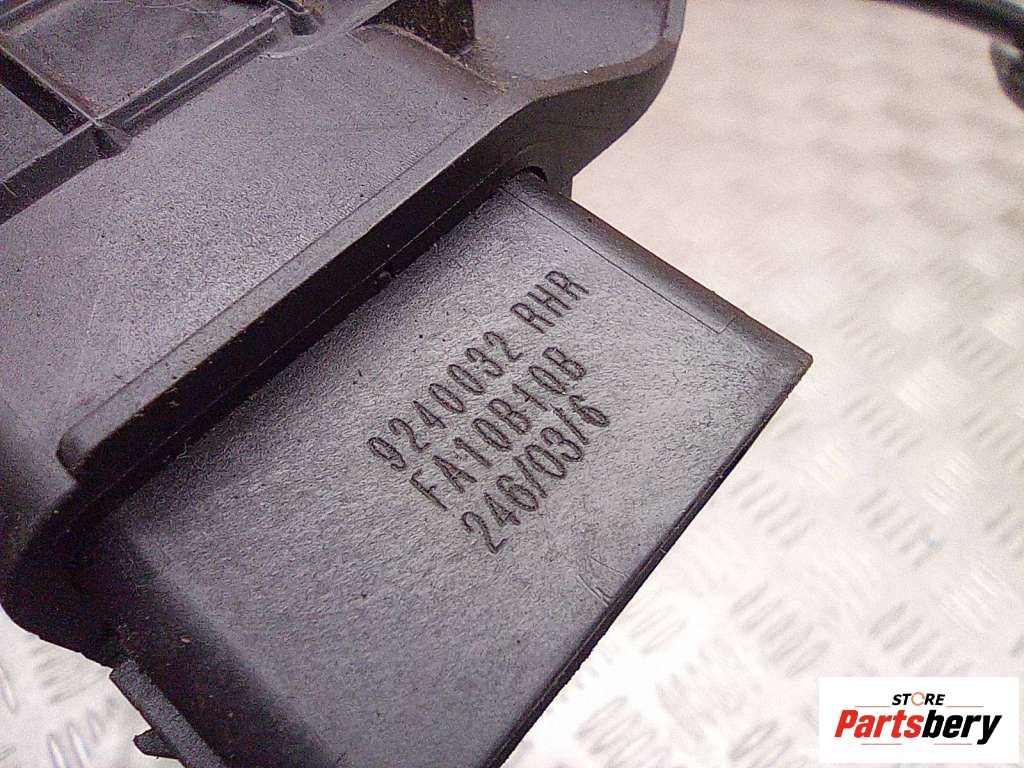 9240032 RHR
FA10B10B
246/03/6
STORE
Partsbery